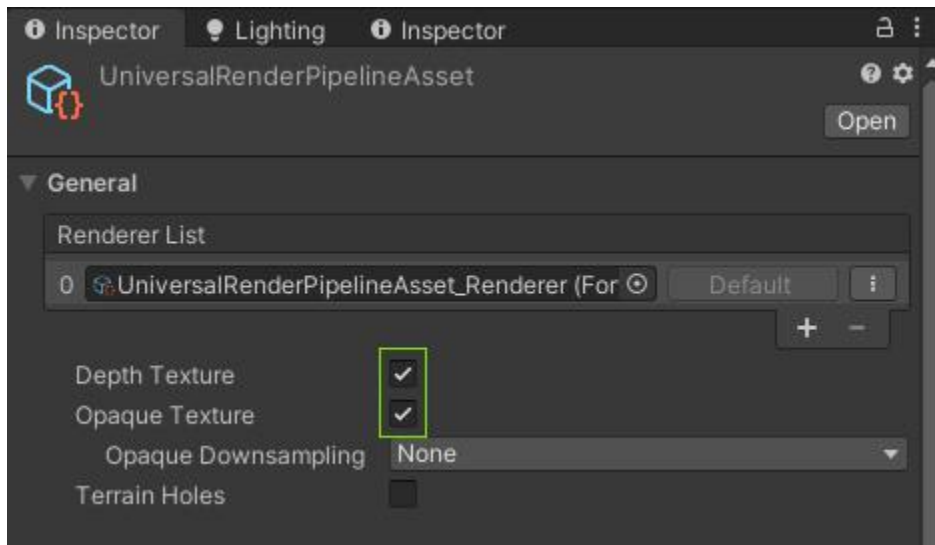 Inspector Lighting Inspector
UniversalRenderPipelineAsset
Open
General
Renderer List
0 UniversalRenderPipelineAsset_Renderer (For Default
Depth Texture
Opaque Texture
Opaque Downsampling None
Terrain Holes